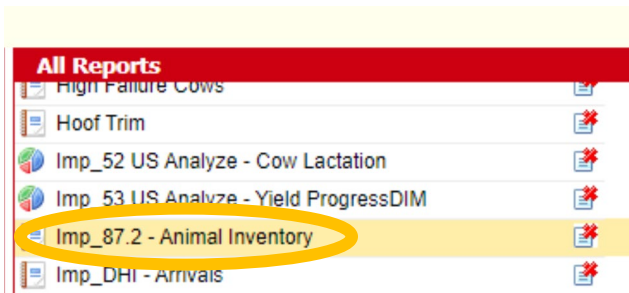 All Reports
High Failure Cows
Hoof Trim
Imp_52 US Analyze - Cow Lactation
Imp_53 US Analyze - Yield ProgressDIM
Imp_87.2 - Animal Inventory
Imp_DHI - Arrivals